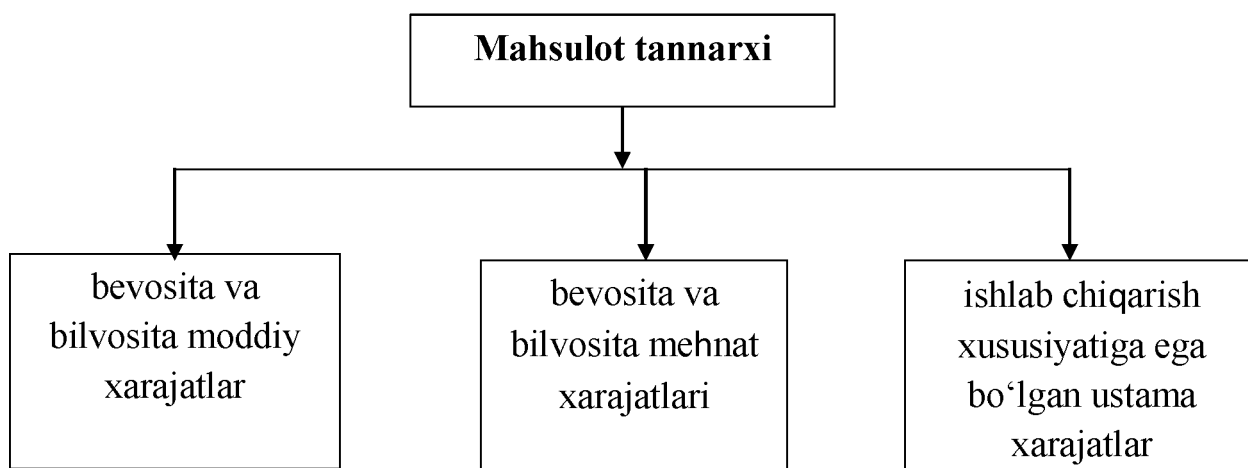 Mahsulot tannarxi
bevosita va
bilvosita moddiy
xarajatlar
bevosita va
bilvosita mehnat
xarajatlari
ishlab chiqarish
xususiyatiga ega
bo‘lgan ustama
xarajatlar